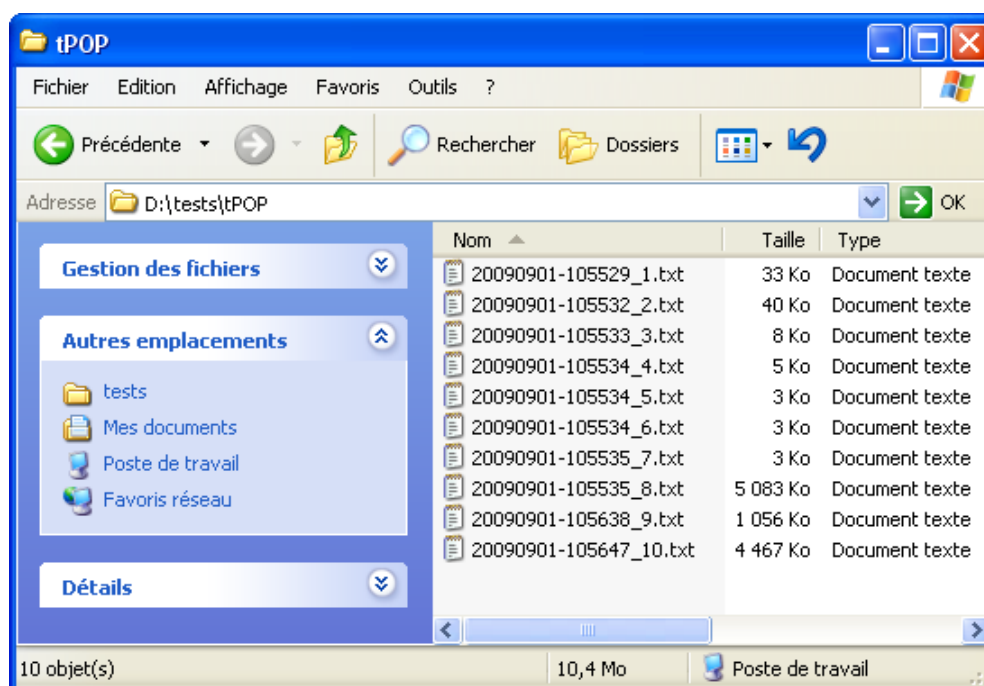 tPOP
Fichier Edition Affichage Favoris Outils ?
Précédente Rechercher Dossiers
Adresse D:\tests\tPOP OK
Gestion des fichiers
Autres emplacements
tests
Mes documents
Poste de travail
Favoris réseau
Détails
Nom Taille Type
20090901-105529_1.txt 33 Ko Document texte
20090901-105532_2.txt 40 Ko Document texte
20090901-105533_3.txt 8 Ko Document texte
20090901-105534_4.txt 5 Ko Document texte
20090901-105534_5.txt 3 Ko Document texte
20090901-105534_6.txt 3 Ko Document texte
20090901-105535_7.txt 3 Ko Document texte
20090901-105535_8.txt 5 083 Ko Document texte
20090901-105638_9.txt 1 056 Ko Document texte
20090901-105647_10.txt 4 467 Ko Document texte
10 objet(s) 10,4 Mo Poste de travail